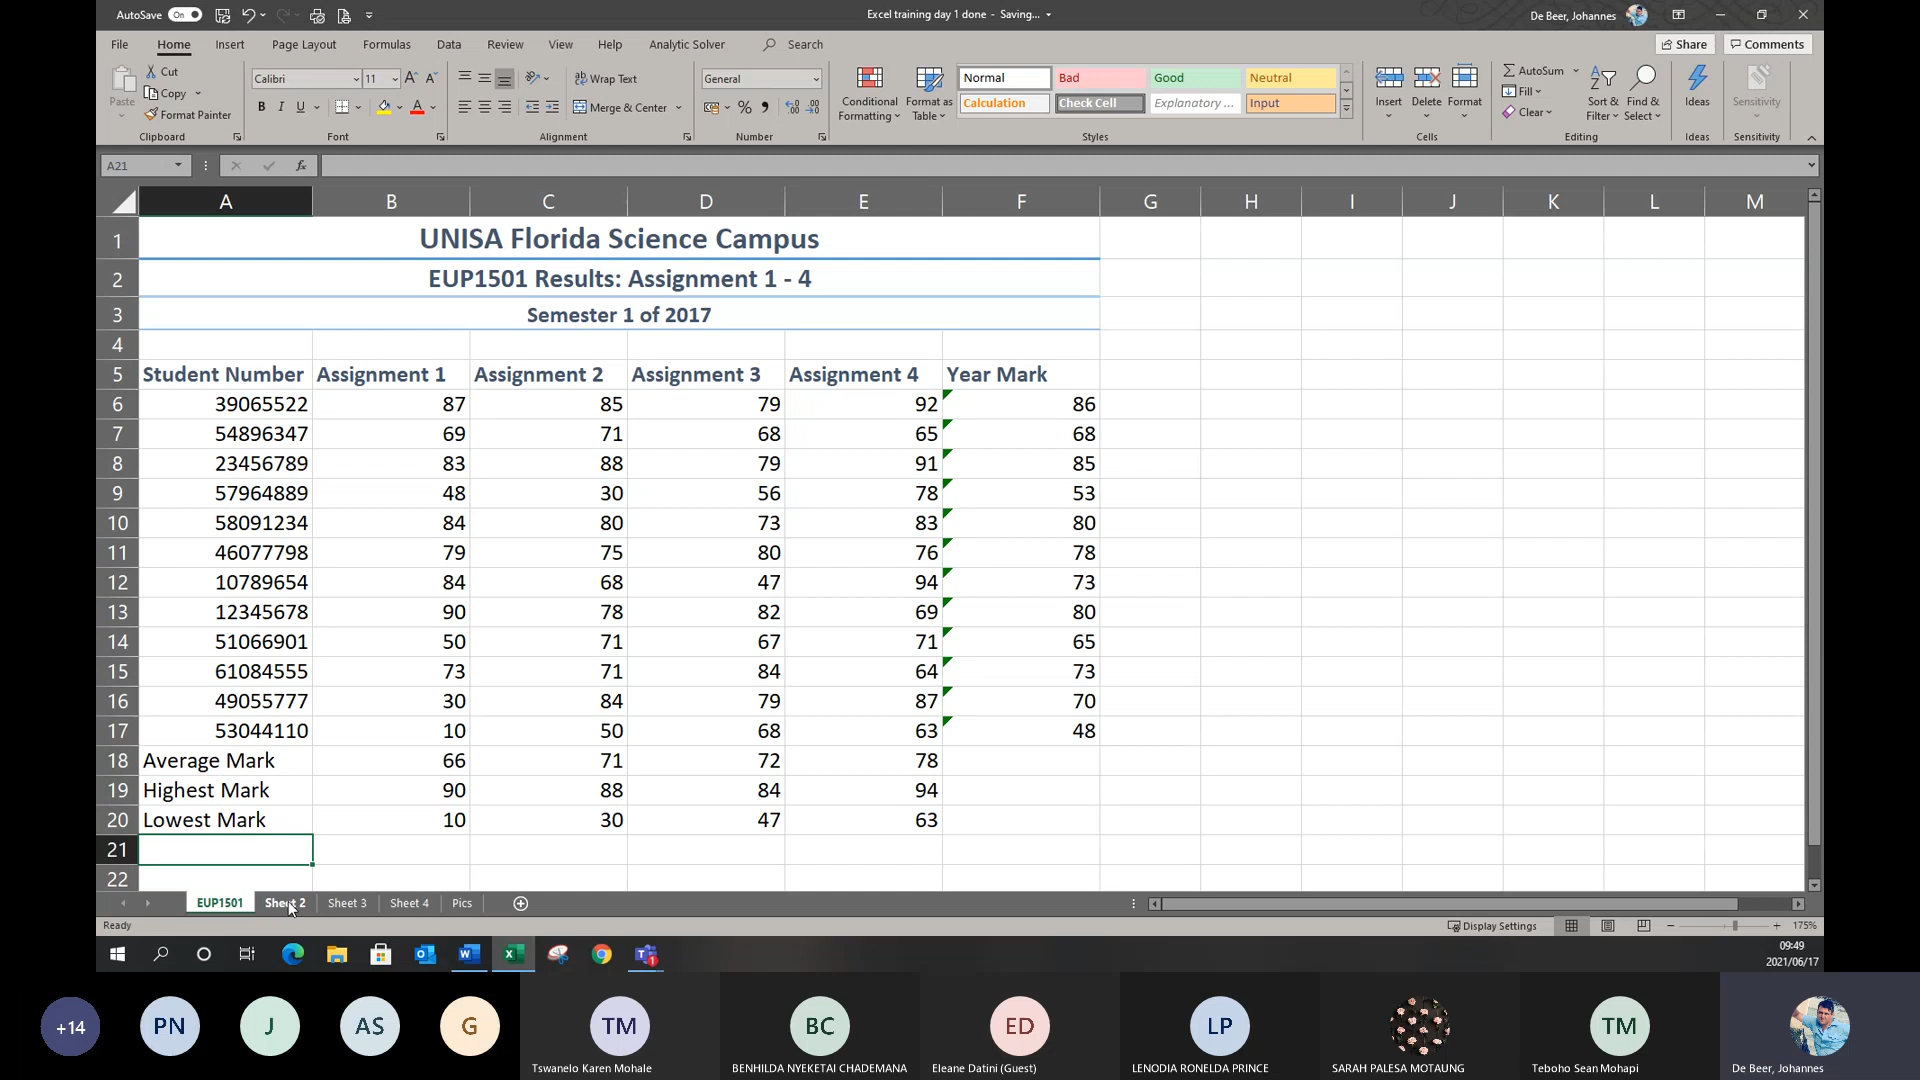 AutoSave On
Excel training day 1 done - Saving...
De Beer, Johannes
File Home Insert Page Layout Formulas Data Review View Help Analytic Solver Search
Share Comments
Paste
Cut
Copy
Format Painter
Clipboard
Calibri 11
B I U
Font
Wrap Text
Merge & Center
Alignment
General
Number
Conditional Formatting
Format as Table
Normal Bad Good Neutral
Calculation Check Cell Explanatory ... Input
Styles
Insert Delete Format
Cells
AutoSum
Fill
Clear
Sort & Filter
Find & Select
Editing
Ideas
Ideas
Sensitivity
Sensitivity
A21 fx
A B C D E F G H I J K L M
1 UNISA Florida Science Campus
2 EUP1501 Results: Assignment 1 - 4
3 Semester 1 of 2017
4
5 Student Number Assignment 1 Assignment 2 Assignment 3 Assignment 4 Year Mark
6 39065522 87 85 79 92 86
7 54896347 69 71 68 65 68
8 23456789 83 88 79 91 85
9 57964889 48 30 56 78 53
10 58091234 84 80 73 83 80
11 46077798 79 75 80 76 78
12 10789654 84 68 47 94 73
13 12345678 90 78 82 69 80
14 51066901 50 71 67 71 65
15 61084555 73 71 84 64 73
16 49055777 30 84 79 87 70
17 53044110 10 50 68 63 48
18 Average Mark 66 71 72 78
19 Highest Mark 90 88 84 94
20 Lowest Mark 10 30 47 63
21
22
EUP1501 Sheet 2 Sheet 3 Sheet 4 Pics
Ready
Display Settings
175%
09:49
2021/06/17
+14 PN J AS G TM BC ED LP TM
Tswanelo Karen Mohale
BENHILDA NYEKETAI CHADEMANA
Eleane Datini (Guest)
LENODIA RONELDA PRINCE
SARAH PALESA MOTAUNG
Teboho Sean Mohapi
De Beer, Johannes